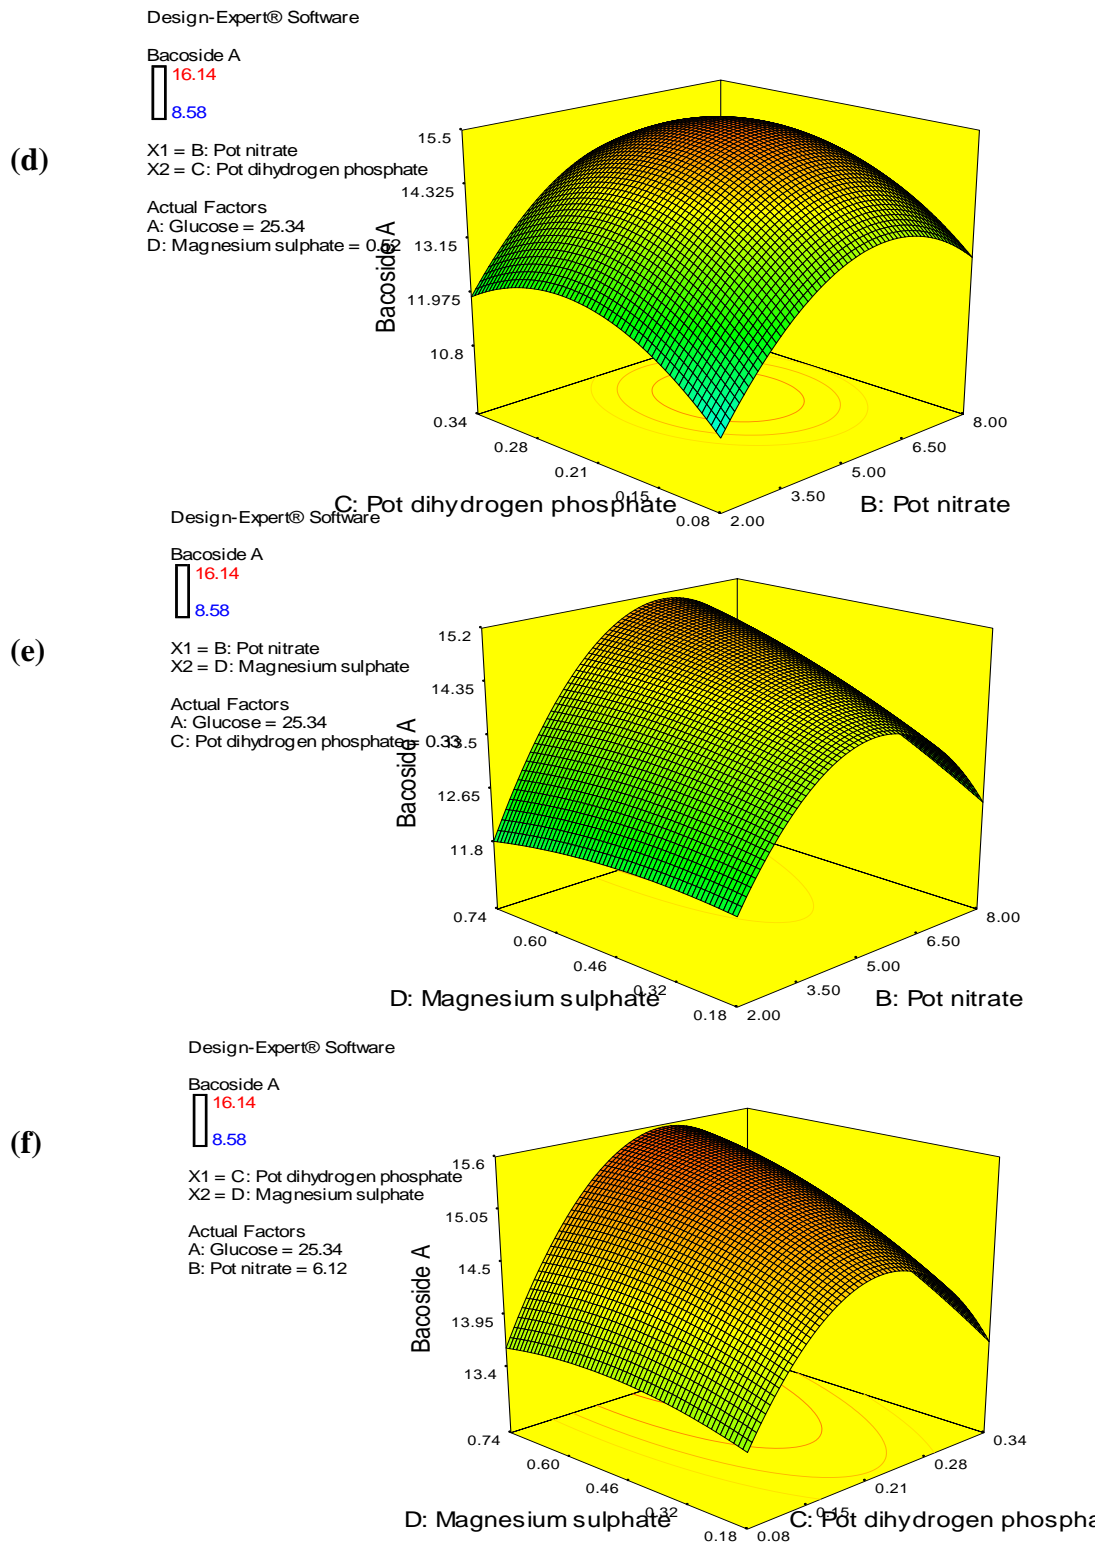 Design-Expert® Software
Bacoside A
16.14
8.58
(d)
X1 = B: Pot nitrate
X2 = C: Pot dihydrogen phosphate
Actual Factors
A: Glucose = 25.34
D: Magnesium sulphate = 0.52
15.5
14.325
13.15
11.975
10.8
Bacoside A
0.34
0.28
0.21
0.15
0.08
2.00
3.50
5.00
6.50
8.00
C: Pot dihydrogen phosphate
B: Pot nitrate
Design-Expert® Software
Bacoside A
16.14
8.58
(e)
X1 = B: Pot nitrate
X2 = D: Magnesium sulphate
Actual Factors
A: Glucose = 25.34
C: Pot dihydrogen phosphate = 0.33
15.2
14.35
13.5
12.65
11.8
Bacoside A
0.74
0.60
0.46
0.32
0.18
2.00
3.50
5.00
6.50
8.00
D: Magnesium sulphate
B: Pot nitrate
Design-Expert® Software
Bacoside A
16.14
8.58
(f)
X1 = C: Pot dihydrogen phosphate
X2 = D: Magnesium sulphate
Actual Factors
A: Glucose = 25.34
B: Pot nitrate = 6.12
15.6
15.05
14.5
13.95
13.4
Bacoside A
0.74
0.60
0.46
0.32
0.18
0.08
0.15
0.21
0.28
0.34
D: Magnesium sulphate
C: Pot dihydrogen phospha